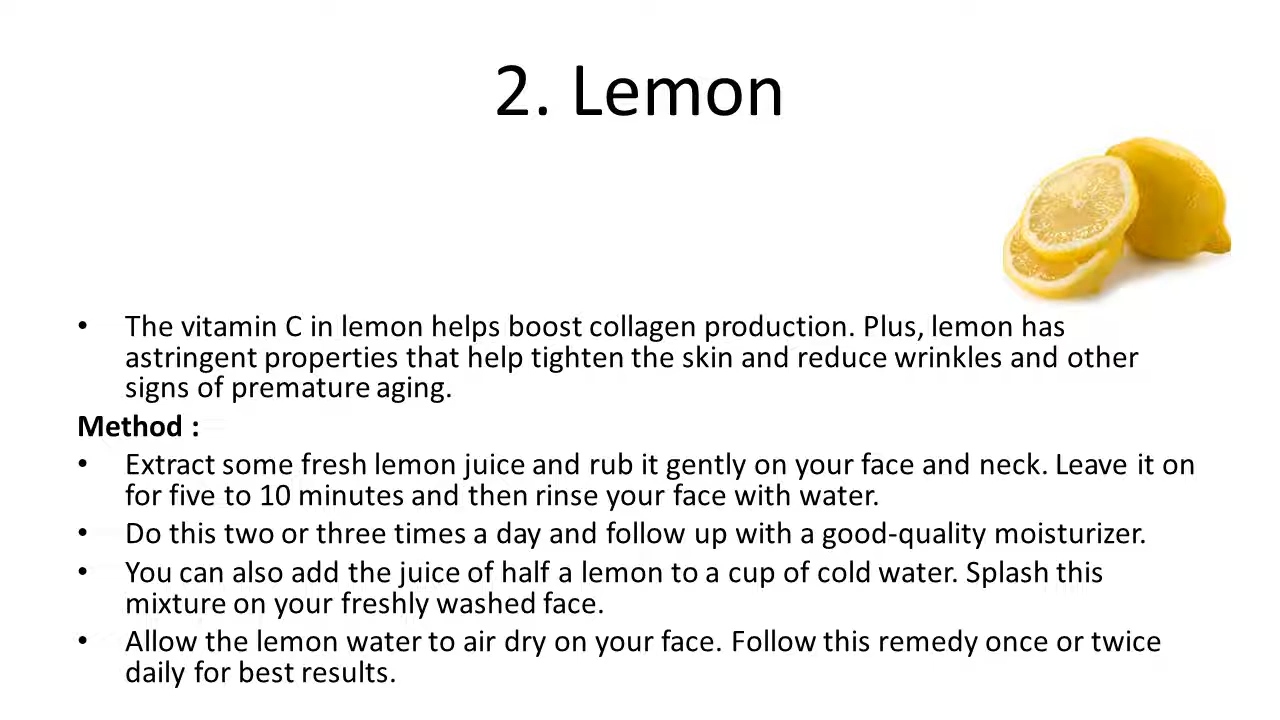 2. Lemon
• The vitamin C in lemon helps boost collagen production. Plus, lemon has
astringent properties that help tighten the skin and reduce wrinkles and other
signs of premature aging.
Method :
• Extract some fresh lemon juice and rub it gently on your face and neck. Leave it on
for five to 10 minutes and then rinse your face with water.
• Do this two or three times a day and follow up with a good-quality moisturizer.
• You can also add the juice of half a lemon to a cup of cold water. Splash this
mixture on your freshly washed face.
• Allow the lemon water to air dry on your face. Follow this remedy once or twice
daily for best results.